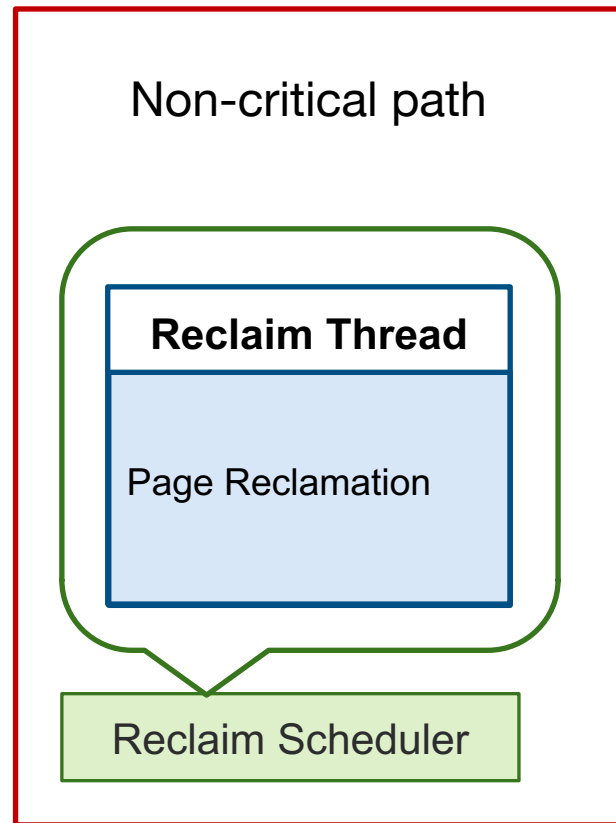 Non-critical path
Reclaim Thread
Page Reclamation
Reclaim Scheduler